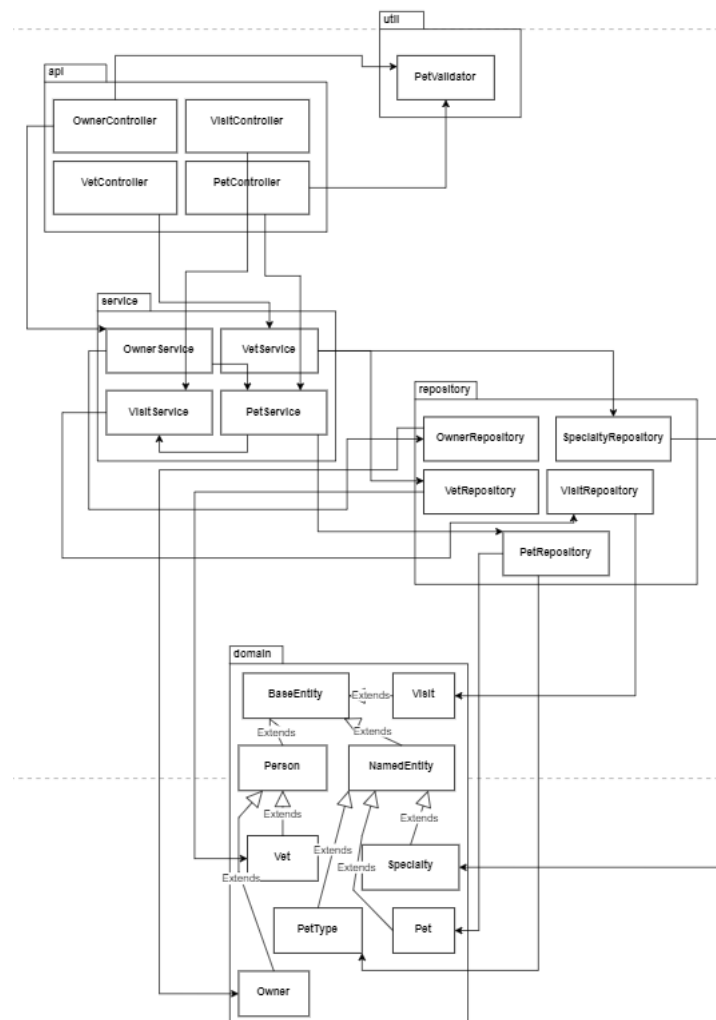 util
PetValidator
api
OwnerController
VisitController
VetController
PetController
service
OwnerService
VetService
VisitService
PetService
repository
OwnerRepository
SpecialtyRepository
VetRepository
VisitRepository
PetRepository
domain
BaseEntity
Extends
Visit
Extends
Extends
Person
NamedEntity
Extends
Vet
Extends
Specialty
Extends
Extends
Extends
PetType
Pet
Owner